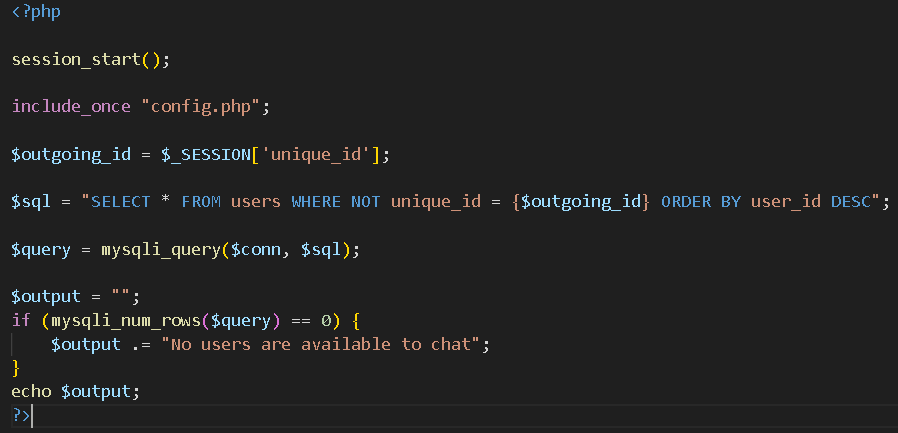 <?php
session_start();
include_once "config.php";
$outgoing_id = $_SESSION['unique_id'];
$sql = "SELECT * FROM users WHERE NOT unique_id = {$outgoing_id} ORDER BY user_id DESC";
$query = mysqli_query($conn, $sql);
$output = "";
if (mysqli_num_rows($query) == 0) {
    $output .= "No users are available to chat";
}
echo $output;
?>